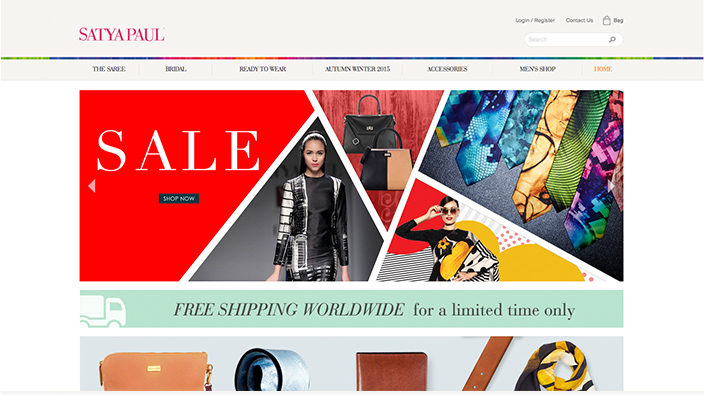 Login / Register
Contact Us
Bag
SATYA PAUL
Search
THE SAREE
BRIDAL
READY TO WEAR
AUTUMN WINTER 2015
ACCESSORIES
MEN'S SHOP
HOME
SALE
SHOP NOW
FREE SHIPPING WORLDWIDE for a limited time only